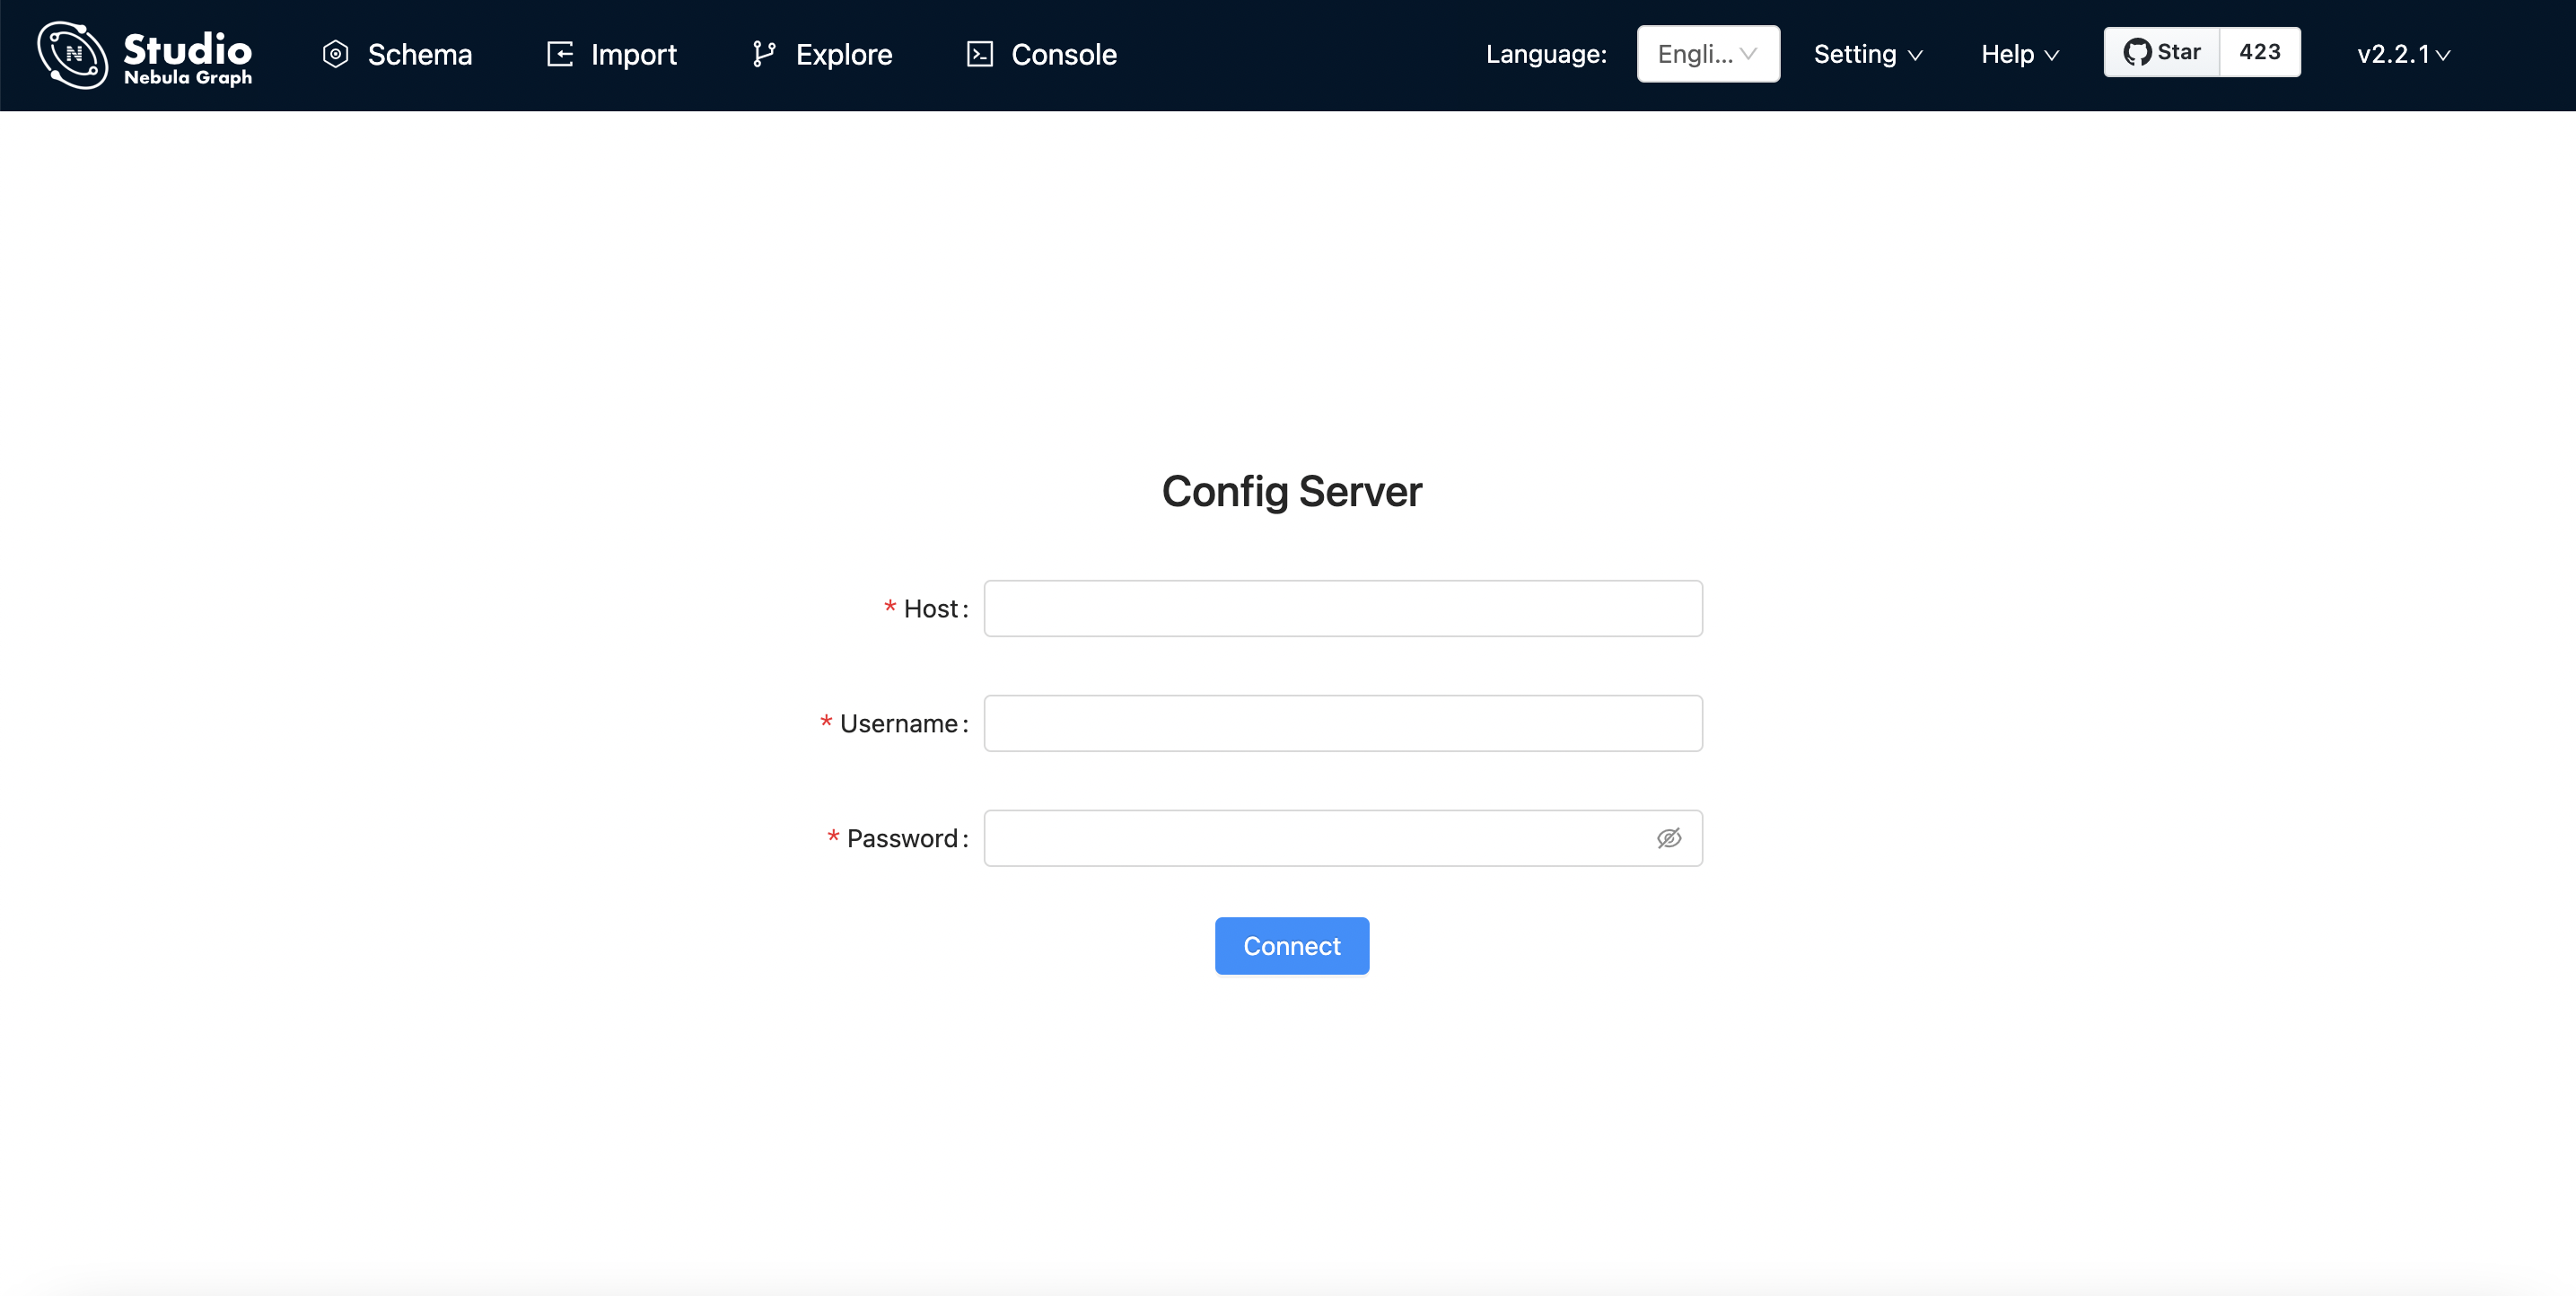 Studio
Nebula Graph
Schema
Import
Explore
Console
Language:
Engli...
Setting
Help
Star
423
v2.2.1
Config Server
* Host:
* Username:
* Password:
Connect